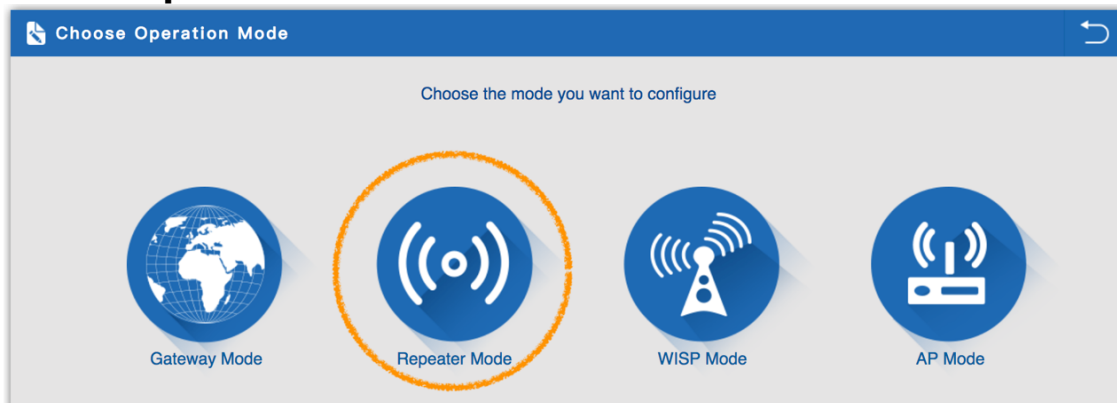 Choose Operation Mode
Choose the mode you want to configure
Gateway Mode
Repeater Mode
WISP Mode
AP Mode